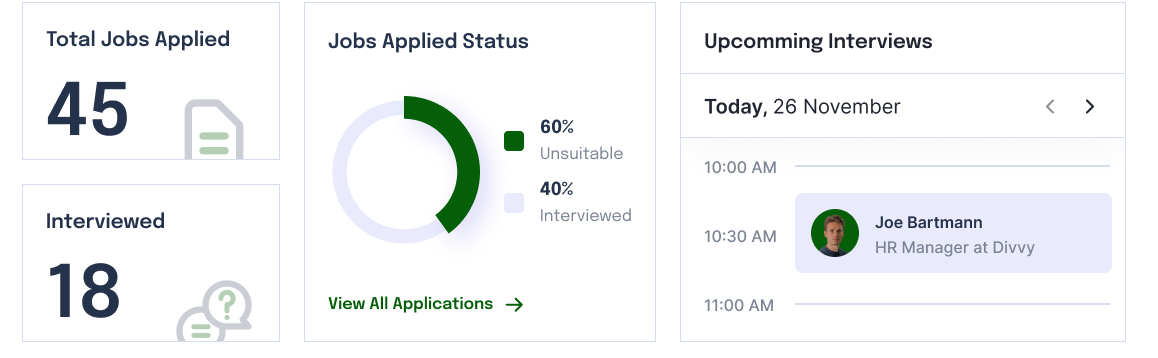 Total Jobs Applied
45
Interviewed
18
?
Jobs Applied Status
60%
Unsuitable
40%
Interviewed
View All Applications
Upcomming Interviews
Today, 26 November
10:00 AM
10:30 AM
Joe Bartmann
HR Manager at Divvy
11:00 AM